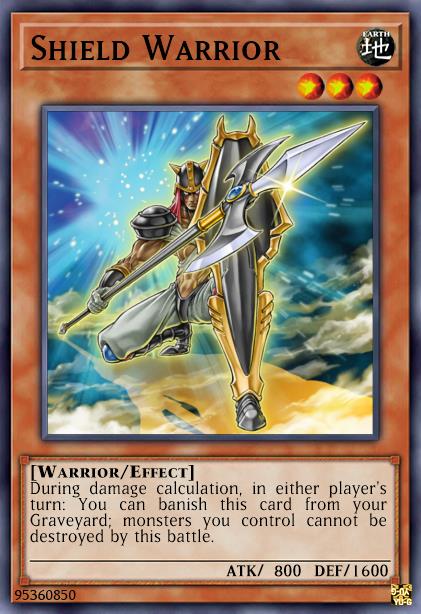 SHIELD WARRIOR
EARTH
地
[WARRIOR/EFFECT]
During damage calculation, in either player's
turn: You can banish this card from your
Graveyard; monsters you control cannot be
destroyed by this battle.
ATK/ 800 DEF/1600
95360850